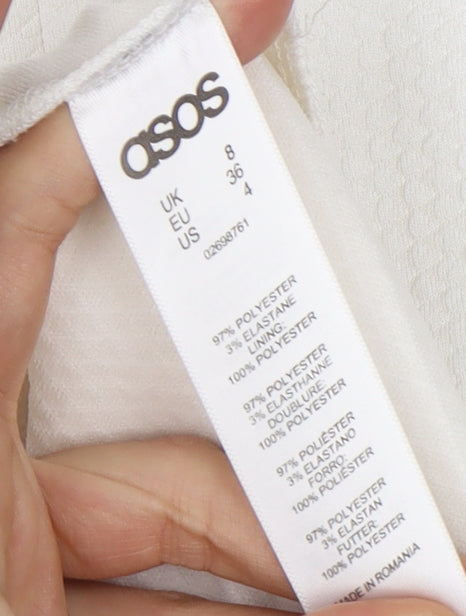 asos
UK 8
EU 36
US 4
02698761
97% POLYESTER
3% ELASTANE
LINING:
100% POLYESTER
97% POLYESTER
3% ELASTHANNE
DOUBLURE:
100% POLYESTER
97% POLIÉSTER
3% ELASTANO
FORRO:
100% POLIÉSTER
97% POLYESTER
3% ELASTAN
FUTTER:
100% POLYESTER
MADE IN ROMANIA